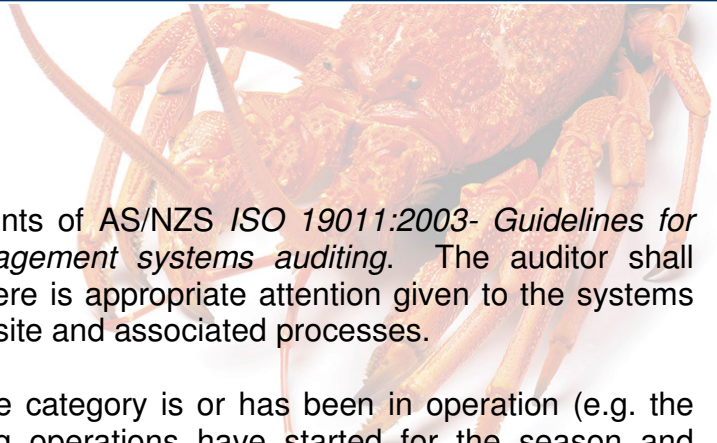 nts of AS/NZS ISO 19011:2003- Guidelines for
agement systems auditing. The auditor shall
ere is appropriate attention given to the systems
site and associated processes.
e category is or has been in operation (e.g. the
g operations have started for the season and